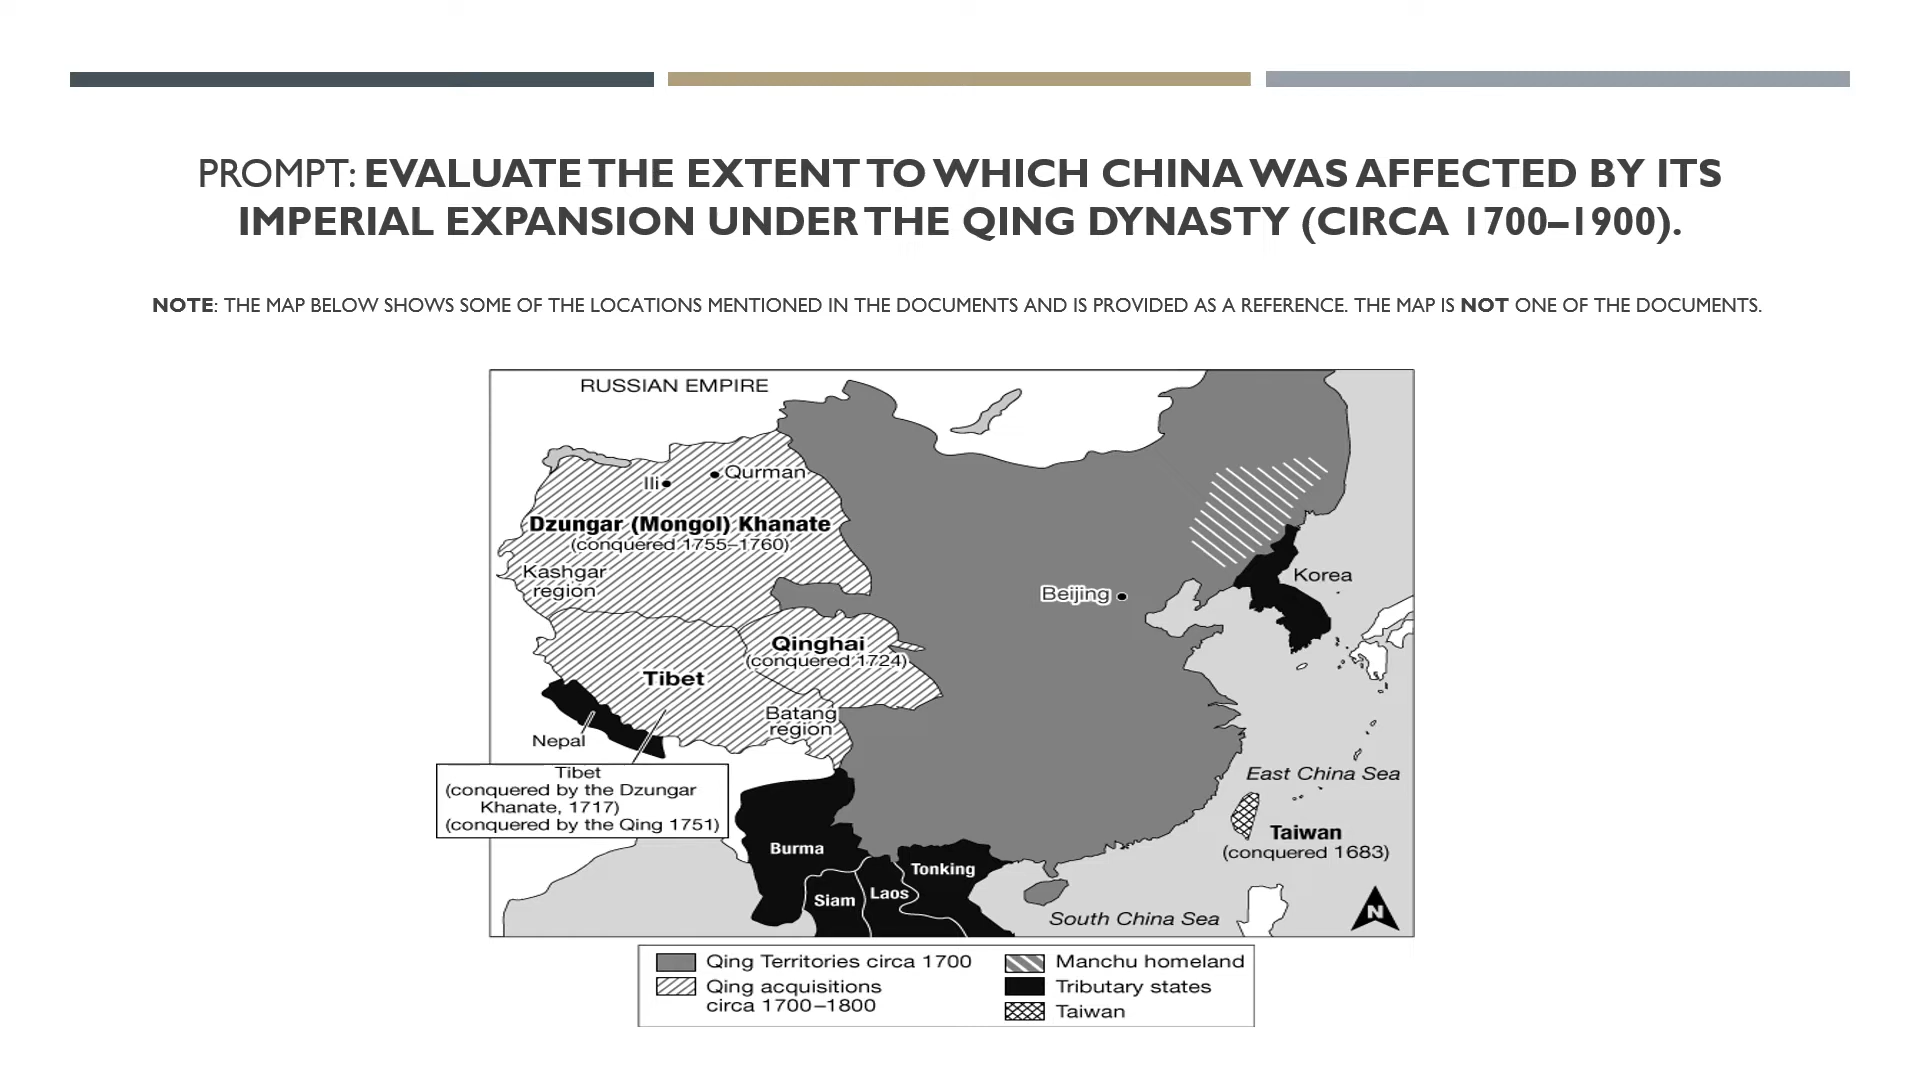 PROMPT: EVALUATE THE EXTENT TO WHICH CHINA WAS AFFECTED BY ITS
IMPERIAL EXPANSION UNDER THE QING DYNASTY (CIRCA 1700–1900).
NOTE: THE MAP BELOW SHOWS SOME OF THE LOCATIONS MENTIONED IN THE DOCUMENTS AND IS PROVIDED AS A REFERENCE. THE MAP IS NOT ONE OF THE DOCUMENTS.
RUSSIAN EMPIRE
Qurman
Ili
Dzungar (Mongol) Khanate
(conquered 1755–1760)
Kashgar
region
Korea
Beijing
Qinghai
(conquered 1724)
Tibet
Batang
region
Nepal
Tibet
(conquered by the Dzungar
Khanate, 1717)
(conquered by the Qing 1751)
East China Sea
Taiwan
(conquered 1683)
Burma
Tonking
Laos
Siam
South China Sea
N
Qing Territories circa 1700
Qing acquisitions
circa 1700–1800
Manchu homeland
Tributary states
Taiwan